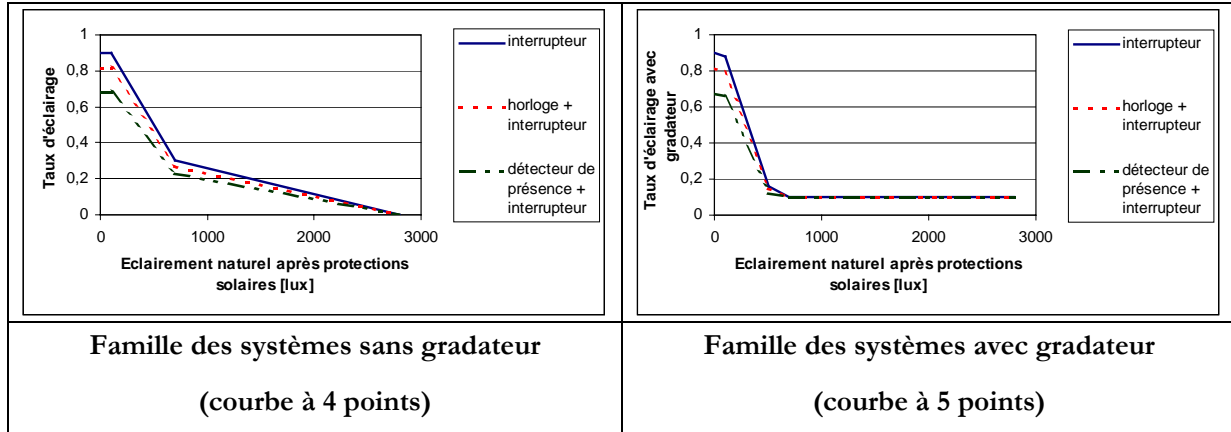 1
0,8
0,6
0,4
0,2
0
Taux d'éclairage
0 1000 2000 3000
Eclairement naturel après protections
solaires [lux]
interrupteur
horloge +
interrupteur
détecteur de
présence +
interrupteur
1
0,8
0,6
0,4
0,2
0
Taux d'éclairage avec
gradateur
0 1000 2000 3000
Eclairement naturel après protections
solaires [lux]
interrupteur
horloge +
interrupteur
détecteur de
présence +
interrupteur
Famille des systèmes sans gradateur
(courbe à 4 points)
Famille des systèmes avec gradateur
(courbe à 5 points)